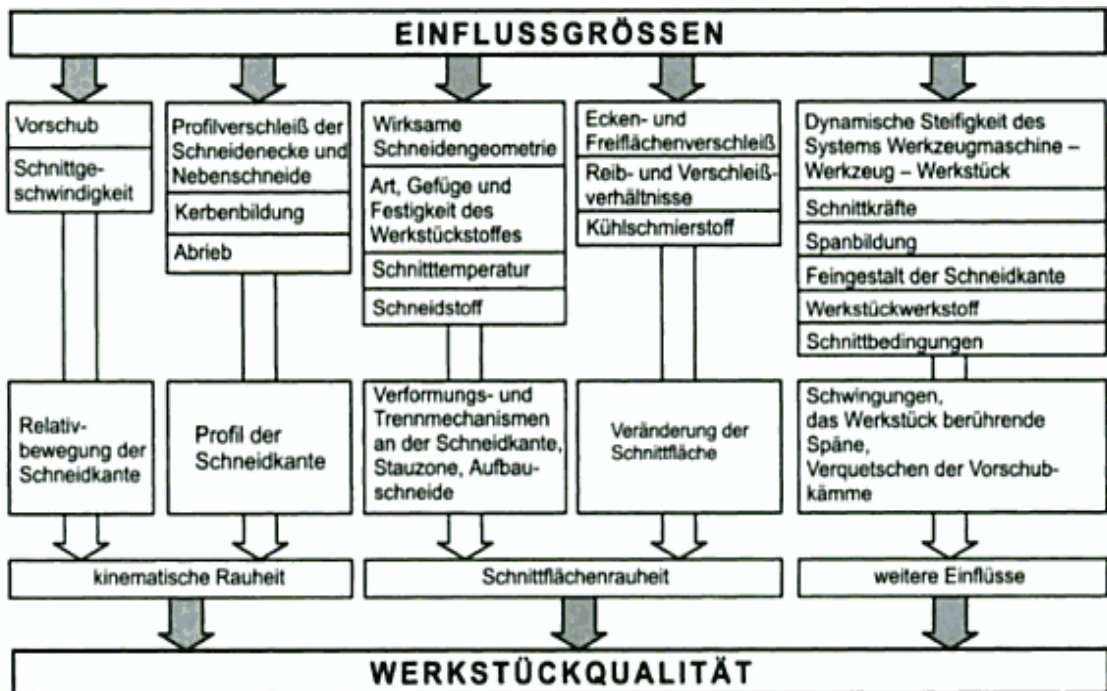 EINFLUSSGRÖSSEN
Vorschub
Schnittge-
schwindigkeit
Profilverschleiß der
Schneidenecke und
Nebenschneide
Kerbenbildung
Abrieb
Wirksame
Schneidengeometrie
Art, Gefüge und
Festigkeit des
Werkstückstoffes
Schnitttemperatur
Schneidstoff
Ecken- und
Freiflächenverschleiß
Reib- und Verschleiß-
verhältnisse
Kühlschmierstoff
Dynamische Steifigkeit des
Systems Werkzeugmaschine –
Werkzeug – Werkstück
Schnittkräfte
Spanbildung
Feingestalt der Schneidkante
Werkstückwerkstoff
Schnittbedingungen
Relativ-
bewegung der
Schneidkante
Profil der
Schneidkante
Verformungs- und
Trennmechanismen
an der Schneidkante,
Stauzone, Aufbau-
schneide
Veränderung der
Schnittfläche
Schwingungen,
das Werkstück berührende
Späne,
Verquetschen der Vorschub-
kämme
kinematische Rauheit
Schnittflächenrauheit
weitere Einflüsse
WERKSTÜCKQUALITÄT